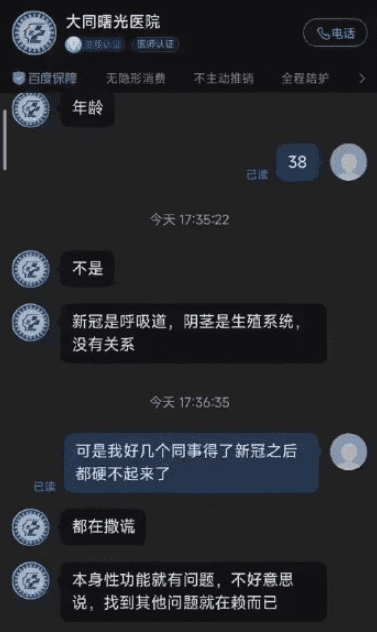 大同曙光医院
医师认证
电话
百度保障
无隐形消费
不主动推销
全程陪护
年龄
38
已读
今天 17:35:22
不是
新冠是呼吸道，阴茎是生殖系统，
没有关系
今天 17:36:35
可是我好几个同事得了新冠之后
都硬不起来了
已读
都在撒谎
本身性功能就有问题，不好意思
说，找到其他问题就在赖而已